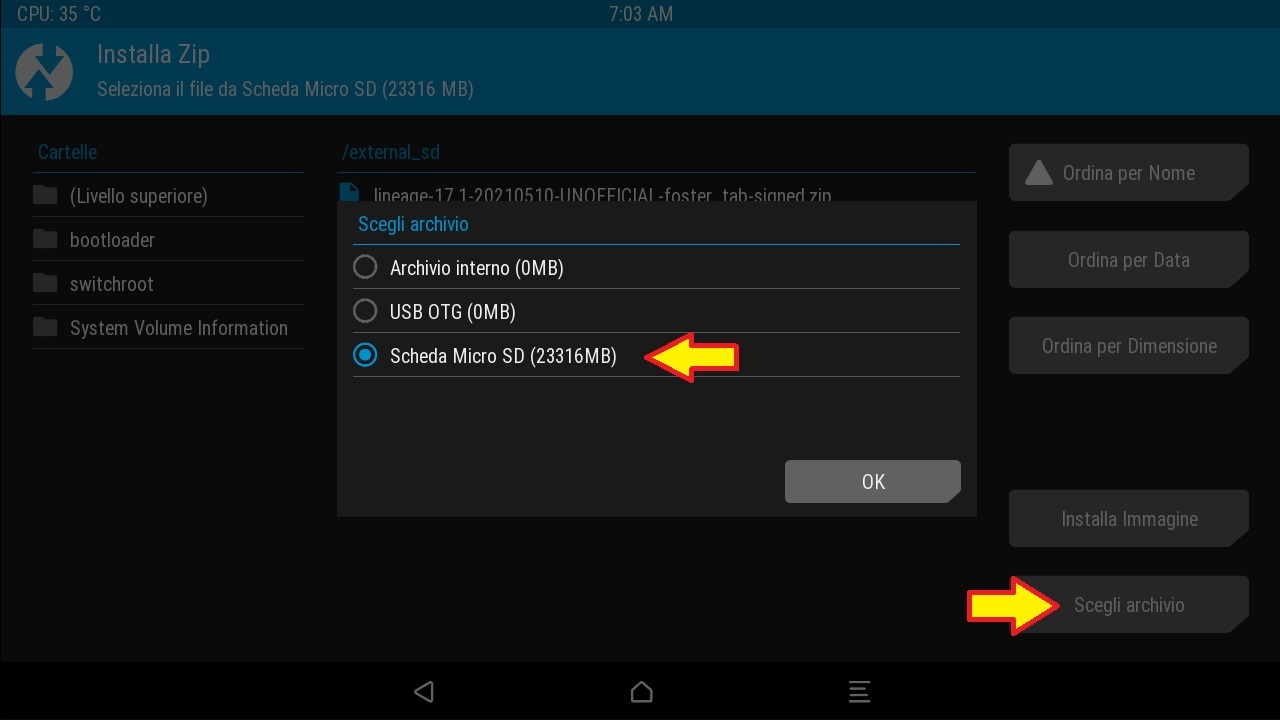 CPU: 35 °C
7:03 AM
Installa Zip
Seleziona il file da Scheda Micro SD (23316 MB)
Cartelle
(Livello superiore)
bootloader
switchroot
System Volume Information
/external_sd
lineage-17.1-20210510-UNOFFICIAL-foster_tab-signed.zip
Scegli archivio
Archivio interno (0MB)
USB OTG (0MB)
Scheda Micro SD (23316MB)
OK
Ordina per Nome
Ordina per Data
Ordina per Dimensione
Installa Immagine
Scegli archivio